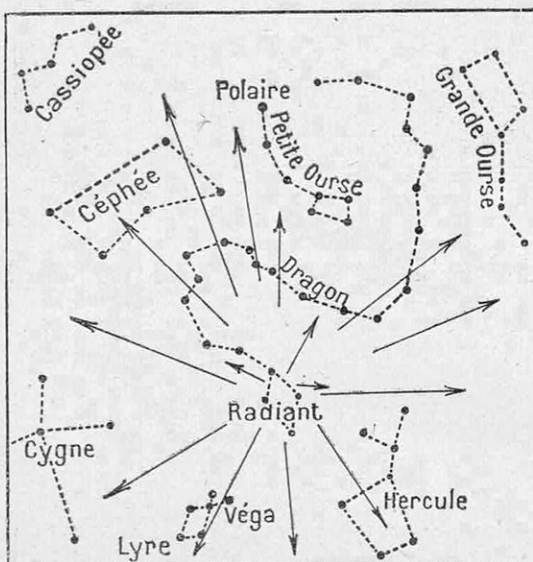 Cassiopée
Polaire
Petite Ourse
Grande Ourse
Céphée
Dragon
Radiant
Cygne
Hercule
Véga
Lyre